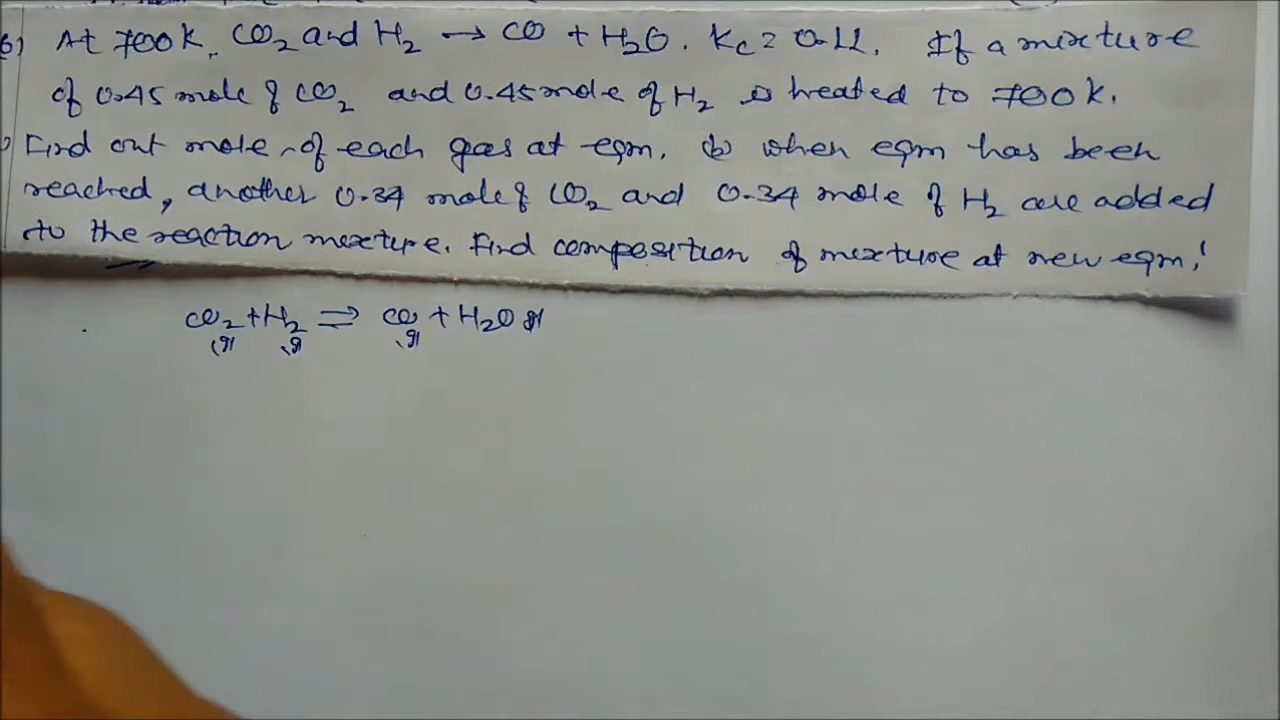 6) At 700K, CO2 and H2 → CO + H2O. Kc = 0.11. If a mixture
of 0.45 mole of CO2 and 0.45 mole of H2 is heated to 700K.
Find out mole of each gas at eqm. (b) when eqm has been
reached, another 0.34 mole of CO2 and 0.34 mole of H2 are added
to the reaction mixture. Find composition of mixture at new eqm.
CO2 + H2 ⇌ CO + H2O (g)
(g) (g) (g)